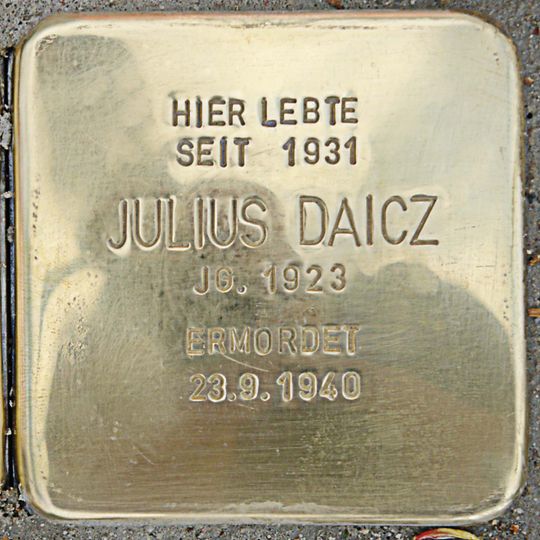 HIER LEBTE
SEIT 1931
JULIUS DAICZ
JG. 1923
ERMORDET
23.9.1940